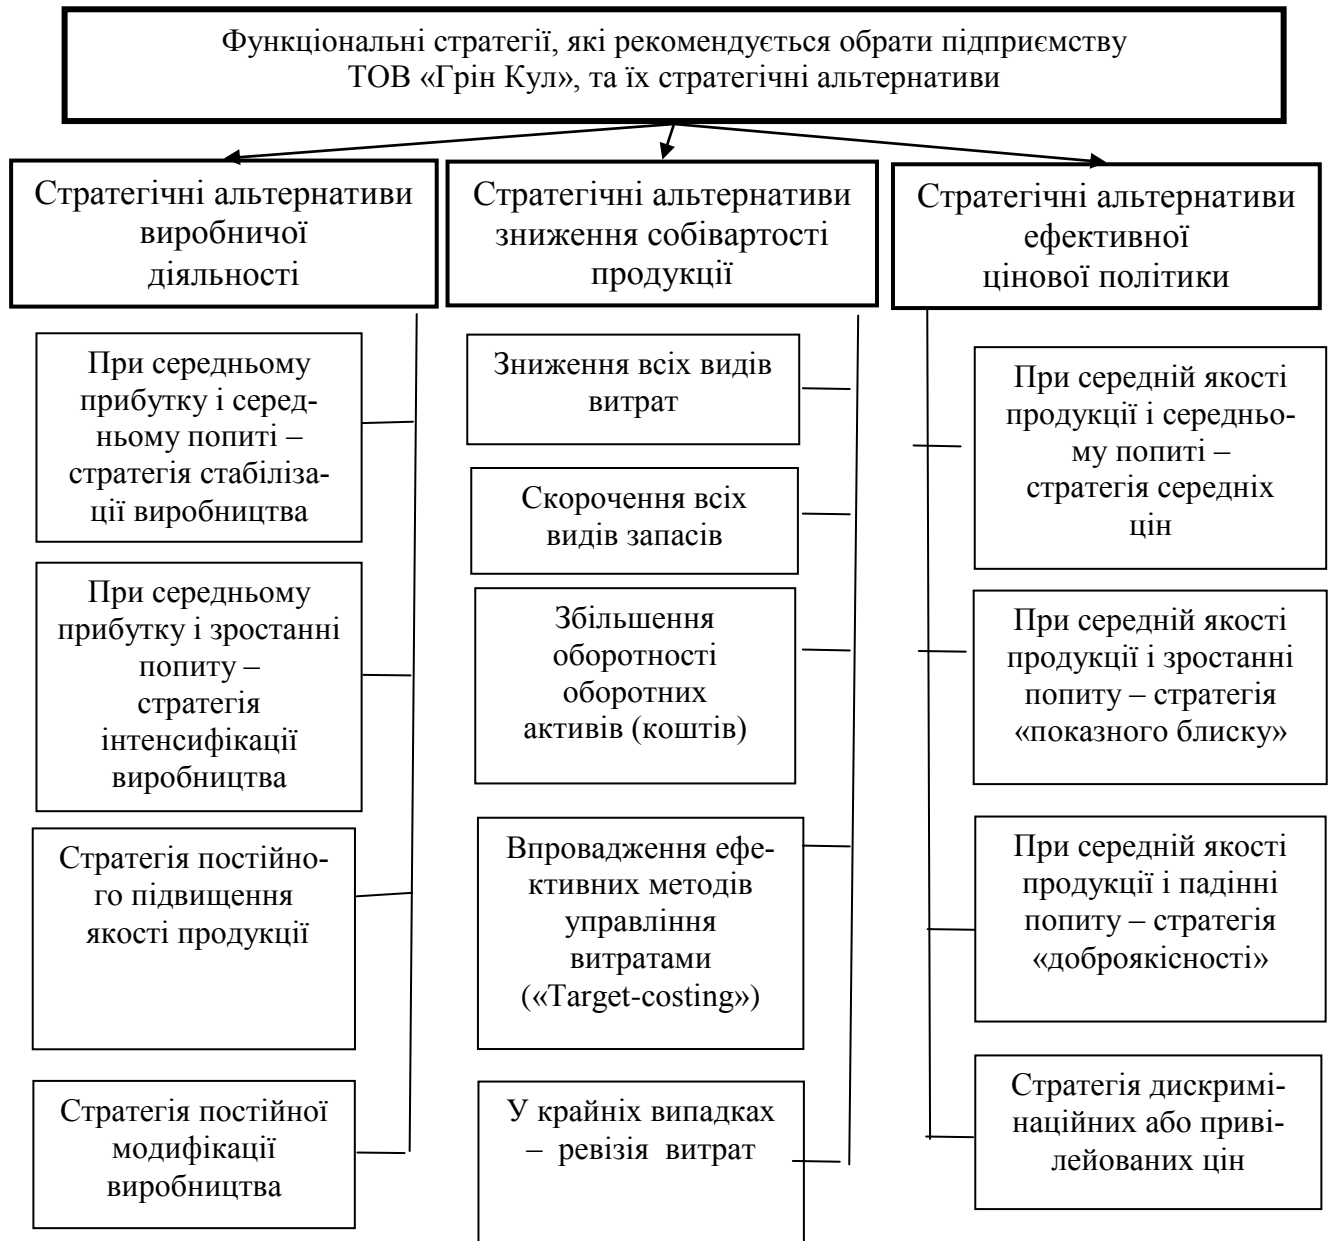 Функціональні стратегії, які рекомендується обрати підприємству
ТОВ «Грін Кул», та їх стратегічні альтернативи
Стратегічні альтернативи
виробничої
діяльності
При середньому
прибутку і серед-
ньому попиті –
стратегія стабіліза-
ції виробництва
При середньому
прибутку і зростанні
попиту –
стратегія
інтенсифікації
виробництва
Стратегія постійно-
го підвищення
якості продукції
Стратегія постійної
модифікації
виробництва
Стратегічні альтернативи
зниження собівартості
продукції
Зниження всіх видів
витрат
Скорочення всіх
видів запасів
Збільшення
оборотності
оборотних
активів (коштів)
Впровадження ефе-
ктивних методів
управління
витратами
(«Target-costing»)
У крайніх випадках
– ревізія витрат
Стратегічні альтернативи
ефективної
цінової політики
При середній якості
продукції і середньо-
му попиті –
стратегія середніх
цін
При середній якості
продукції і зростанні
попиту – стратегія
«показного блиску»
При середній якості
продукції і падінні
попиту – стратегія
«доброякісності»
Стратегія дискримі-
наційних або приві-
лейованих цін